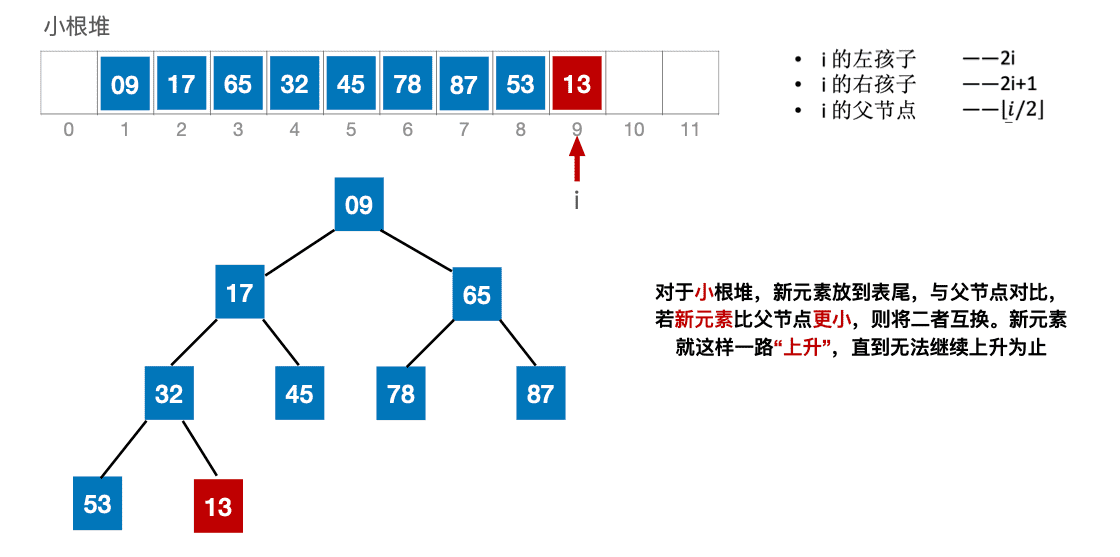 小根堆
09 17 65 32 45 78 87 53 13
0 1 2 3 4 5 6 7 8 9 10 11
i
• i 的左孩子 ——2i
• i 的右孩子 ——2i+1
• i 的父节点 ——⌊i/2⌋
09
17 65
32 45 78 87
53 13
对于小根堆，新元素放到表尾，与父节点对比，
若新元素比父节点更小，则将二者互换。新元素
就这样一路“上升”，直到无法继续上升为止